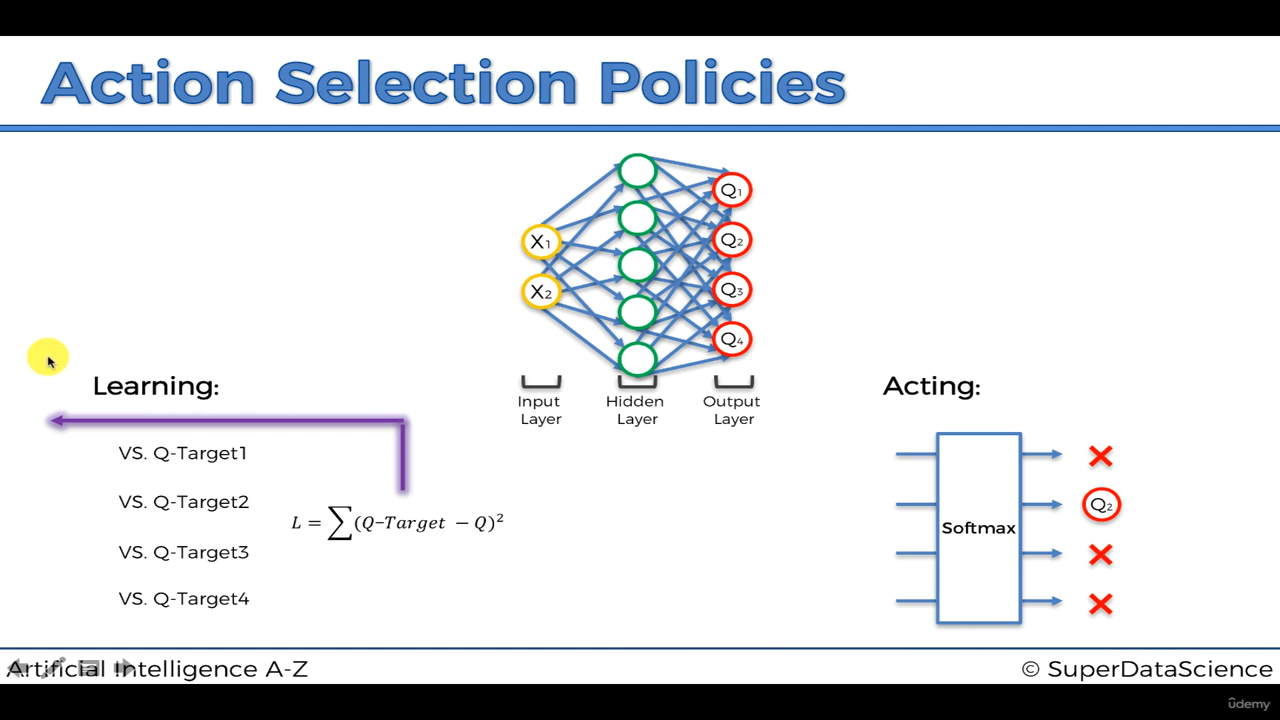 Action Selection Policies
X1
X2
Q1
Q2
Q3
Q4
Input
Layer
Hidden
Layer
Output
Layer
Learning:
VS. Q-Target1
VS. Q-Target2
VS. Q-Target3
VS. Q-Target4
L = ∑(Q-Target - Q)²
Acting:
Softmax
Q2
Artificial Intelligence A-Z
© SuperDataScience
ûdemy